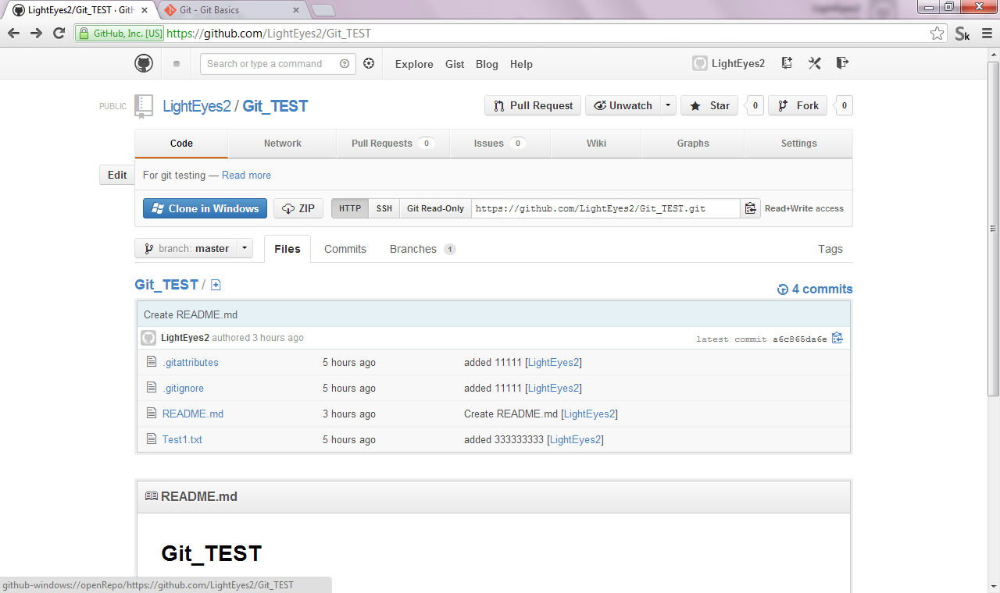 LightEyes2/Git_TEST · GitH
Git - Git Basics
GitHub, Inc. [US] https://github.com/LightEyes2/Git_TEST
Search or type a command
Explore Gist Blog Help
LightEyes2
PUBLIC LightEyes2 / Git_TEST
Pull Request Unwatch Star 0 Fork 0
Code Network Pull Requests 0 Issues 0 Wiki Graphs Settings
Edit For git testing — Read more
Clone in Windows ZIP HTTP SSH Git Read-Only https://github.com/LightEyes2/Git_TEST.git Read+Write access
branch: master Files Commits Branches 1 Tags
Git_TEST /
4 commits
Create README.md
LightEyes2 authored 3 hours ago latest commit a6c865da6e
.gitattributes 5 hours ago added 11111 [LightEyes2]
.gitignore 5 hours ago added 11111 [LightEyes2]
README.md 3 hours ago Create README.md [LightEyes2]
Test1.txt 5 hours ago added 333333333 [LightEyes2]
README.md
Git_TEST
github-windows://openRepo/https://github.com/LightEyes2/Git_TEST